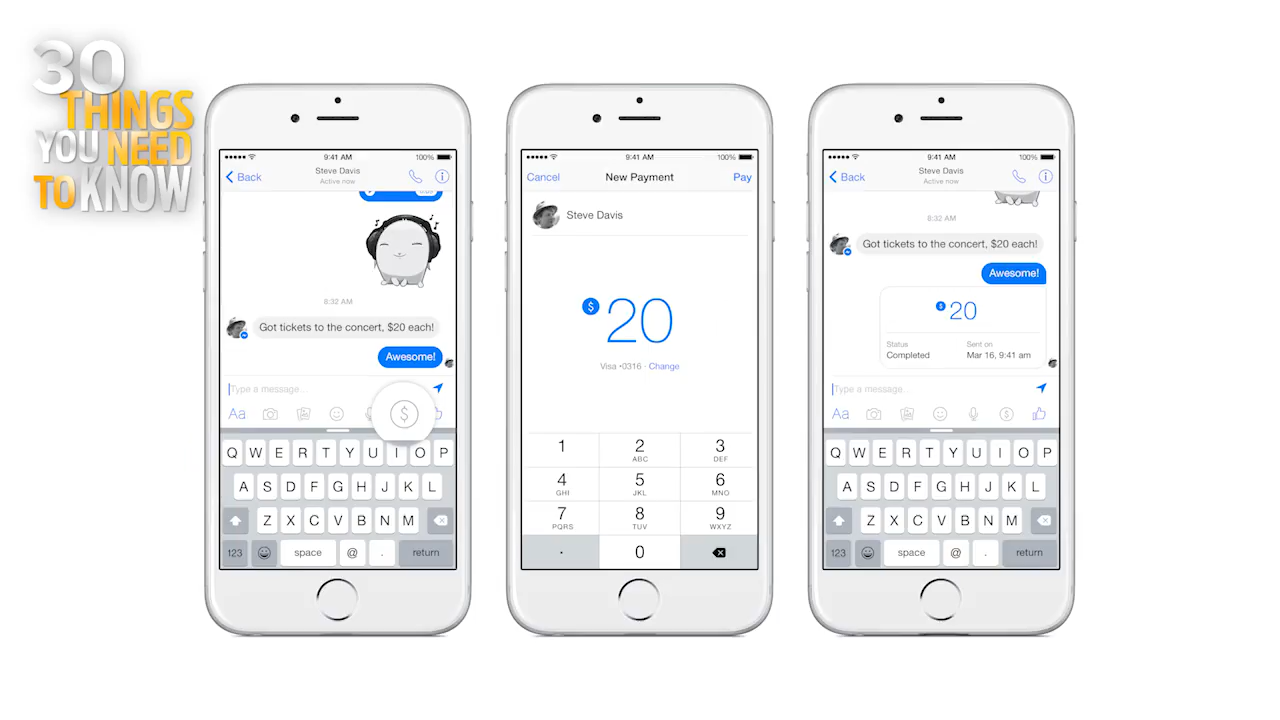 30
THINGS
YOU NEED
TO KNOW
9:41 AM
100%
Back
Steve Davis
Active now
8:32 AM
Got tickets to the concert, $20 each!
Awesome!
Type a message...
Aa
$
Q W E R T Y U I O P
A S D F G H J K L
Z X C V B N M
123 space @ . return
9:41 AM
100%
Cancel New Payment Pay
Steve Davis
$ 20
Visa •0316 · Change
1 2 3
ABC DEF
4 5 6
GHI JKL MNO
7 8 9
PQRS TUV WXYZ
. 0
9:41 AM
100%
Back
Steve Davis
Active now
8:32 AM
Got tickets to the concert, $20 each!
Awesome!
$ 20
Status Sent on
Completed Mar 16, 9:41 am
Type a message...
Aa $
Q W E R T Y U I O P
A S D F G H J K L
Z X C V B N M
123 space @ . return